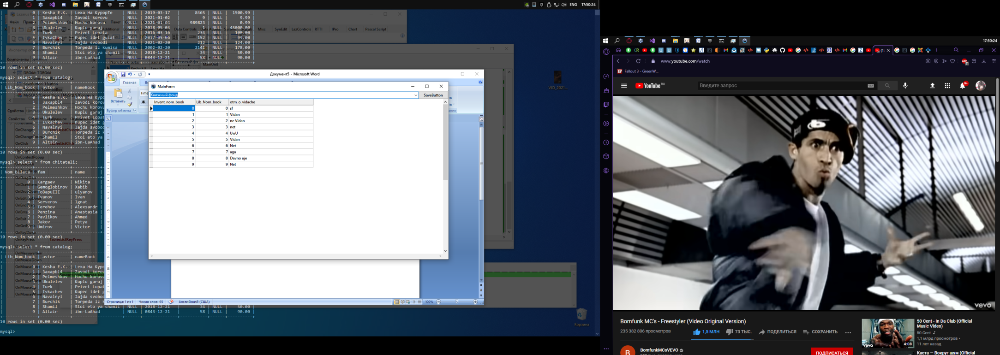 ENG 17:50:24
| 0 | Kesha E.K. | Lexa На КурорТе | NULL | 2019-03-17 | 8465 | NULL | 1500.99 |
| 1 | 3axapbl4 | Zavodi korovu | NULL | 2021-01-02 | 9 | NULL | 9.99 |
| 2 | Pelmeshkov | Hochu korovu | NULL | 2021-01-03 | 989823 | NULL | 0.99 |
| 3 | Ukulelev | Kuplu garaj | NULL | 2018-05-03 | 1 | NULL | 45000.00 |
| 4 | Turk | Privet Lopata | NULL | 2016-03-16 | 234 | NULL | 100.00 |
| 5 | IvkaChev | Kupec idet gulat | NULL | 2017-05-06 | 152 | NULL | 99.00 |
| 6 | Navalnyi | Jajda svobodi | NULL | 2021-02-20 | 212 | NULL | 124.00 |
| 7 | Burchik | Torpeda iz kumisa | NULL | 2002-02-20 | 2141 | NULL | 178.00 |
| 8 | Shamil | Stoi eto ya shamil | NULL | 2018-12-21 | 34 | NULL | 50.00 |
| 9 | Altair | ibn-LaAhad | NULL | 0843-12-21 | 58 | NULL | 90.00 |
10 rows in set (0.00 sec)
mysql> select * from catalog;
| Lib_Nom_book | avtor | nameBook
| 0 | Kesha E.K. | Lexa На Курор
| 1 | 3axapbl4 | Zavodi korov
| 2 | Pelmeshkov | Hochu korovu
| 3 | Ukulelev | Kuplu garaj
| 4 | Turk | Privet Lopat
| 5 | Ivkachev | Kupec idet g
| 6 | Navalnyi | Jajda svobod
| 7 | Burchik | Torpeda iz k
| 8 | Shamil | Stoi eto ya
| 9 | Altair | ibn-LaAhad
10 rows in set (0.00 sec)
mysql> select * from chitateli;
| Nom_bileta | fam | name |
| 0 | Kargaev | Nikita |
| 1 | Gemoglobinov | Xabib |
| 2 | ToBapuIII | ulyanov |
| 3 | Ivanov | Ivan |
| 4 | Serverov | Ignat |
| 5 | Terehov | Alexsandr |
| 6 | Penzina | Anastasia |
| 7 | Pavlikov | Ahmed |
| 8 | Jakov | Petya |
| 9 | Umirov | Victor |
10 rows in set (0.00 sec)
mysql> select * from catalog;
| Lib_Nom_book | avtor | nameBook
| 0 | Kesha E.K. | Lexa На Курор
| 1 | 3axapbl4 | Zavodi korov
| 2 | Pelmeshkov | Hochu korovu
| 3 | Ukulelev | Kuplu garaj
| 4 | Turk | Privet Lopat
| 5 | Ivkachev | Kupec idet g
| 6 | Navalnyi | Jajda svobod
| 7 | Burchik | Torpeda iz k
| 8 | Shamil | Stoi eto ya shamil | NULL | 2018-12-21 | 34 | NULL | 50.00 |
| 9 | Altair | ibn-LaAhad | NULL | 0843-12-21 | 58 | NULL | 90.00 |
10 rows in set (0.00 sec)
mysql>
Misc SynEdit LazControls RTTI IPro Chart Pascal Script
Документ5 - Microsoft Word
Главная
Вставить
Буфер обмена
MainForm
Книжный фонд
SaveButton
Invent_nom_book Lib_Nom_book otm_o_vidache
0 0 sf
1 1 Vidan
2 2 ne Vidan
3 3 net
4 4 UwU
5 5 Vidan
6 6 Net
7 7 aga
8 8 Davno uje
9 9 Net
Страница: 1 из 1 Число слов: 65 Английский (США) 100%
VID_2021...
Корзина
17:50:24
www.youtube.com/watch
Fallout 3 - GreenW...
YouTube RU
Введите запрос
9+
vevo
Bomfunk MC's - Freestyler (Video Original Version)
235 382 806 просмотров
1,5 МЛН 73 ТЫС. ПОДЕЛИТЬСЯ СОХРАНИТЬ
B
BomfunkMCsVEVO
ПОДПИСАТЬСЯ
vevo 4:08
50 Cent - In Da Club (Official
Music Video)
50 Cent
1,1 млрд просмотров •
11 лет назад
Каста — Вокруг шум (Official